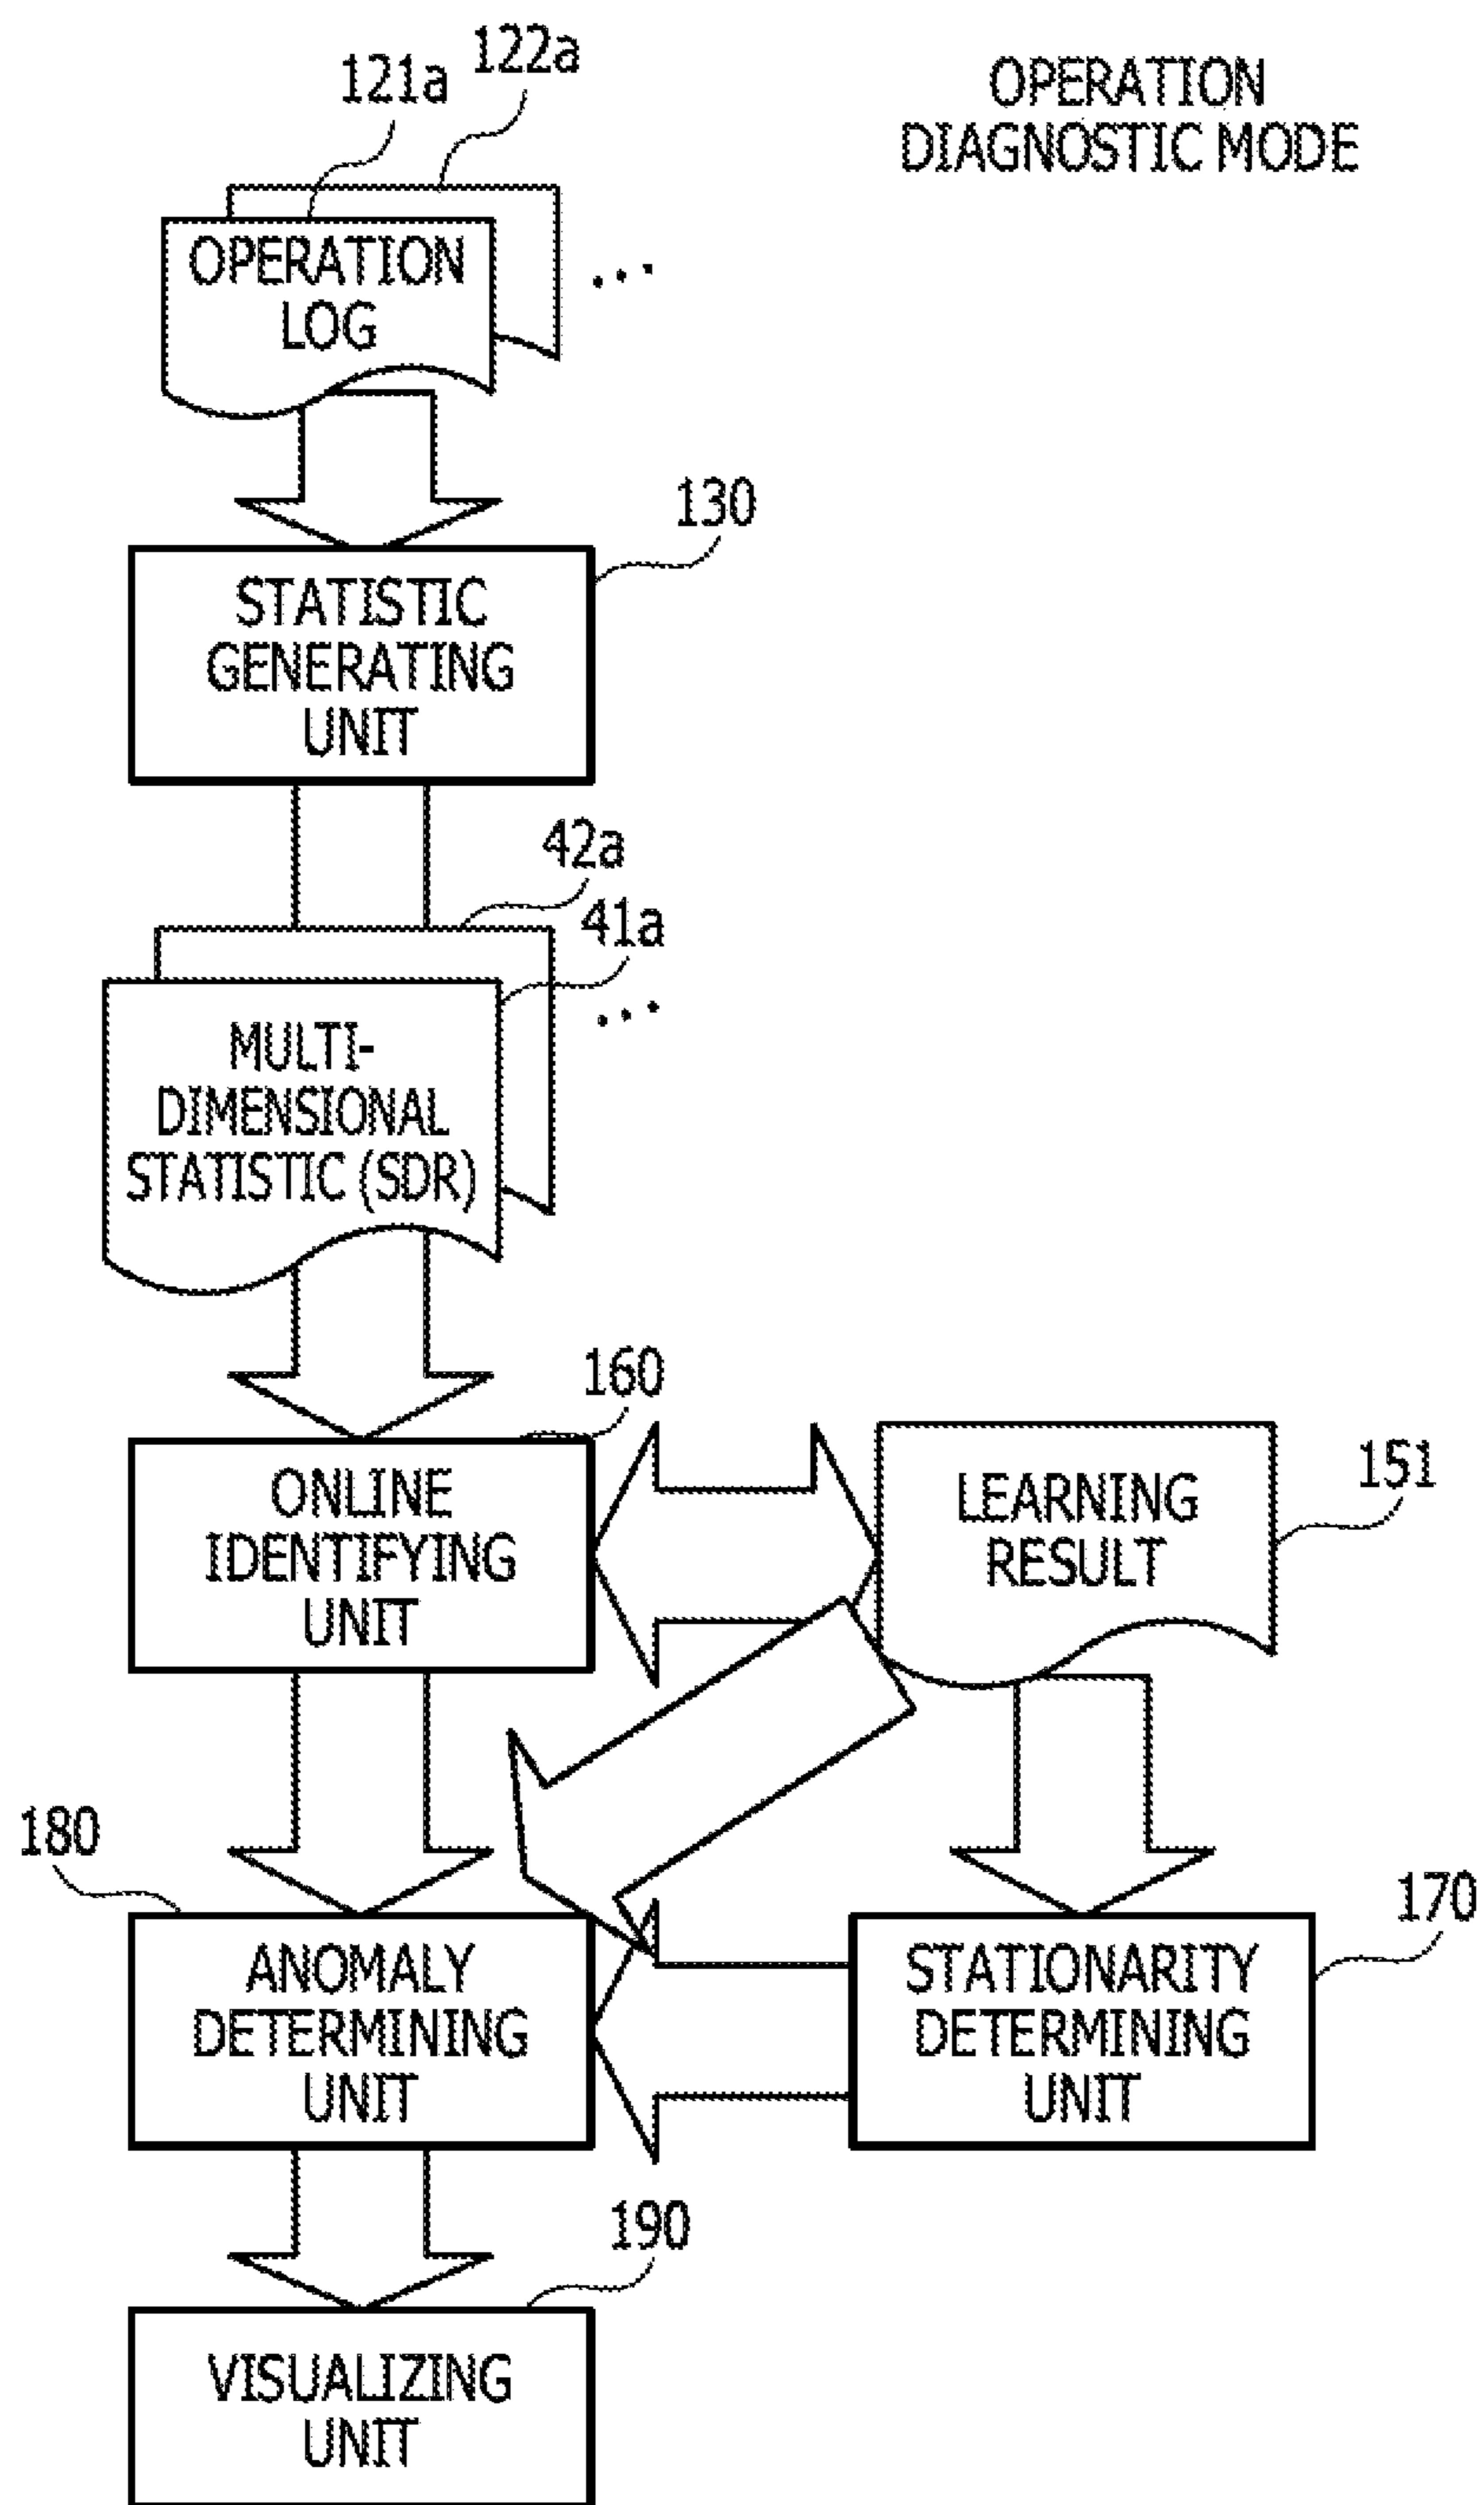 122a
121a
OPERATION
DIAGNOSTIC MODE
OPERATION
LOG
...
130
STATISTIC
GENERATING
UNIT
42a
41a
...
MULTI-
DIMENSIONAL
STATISTIC (SDR)
160
ONLINE
IDENTIFYING
UNIT
LEARNING
RESULT
151
180
170
ANOMALY
DETERMINING
UNIT
STATIONARITY
DETERMINING
UNIT
190
VISUALIZING
UNIT